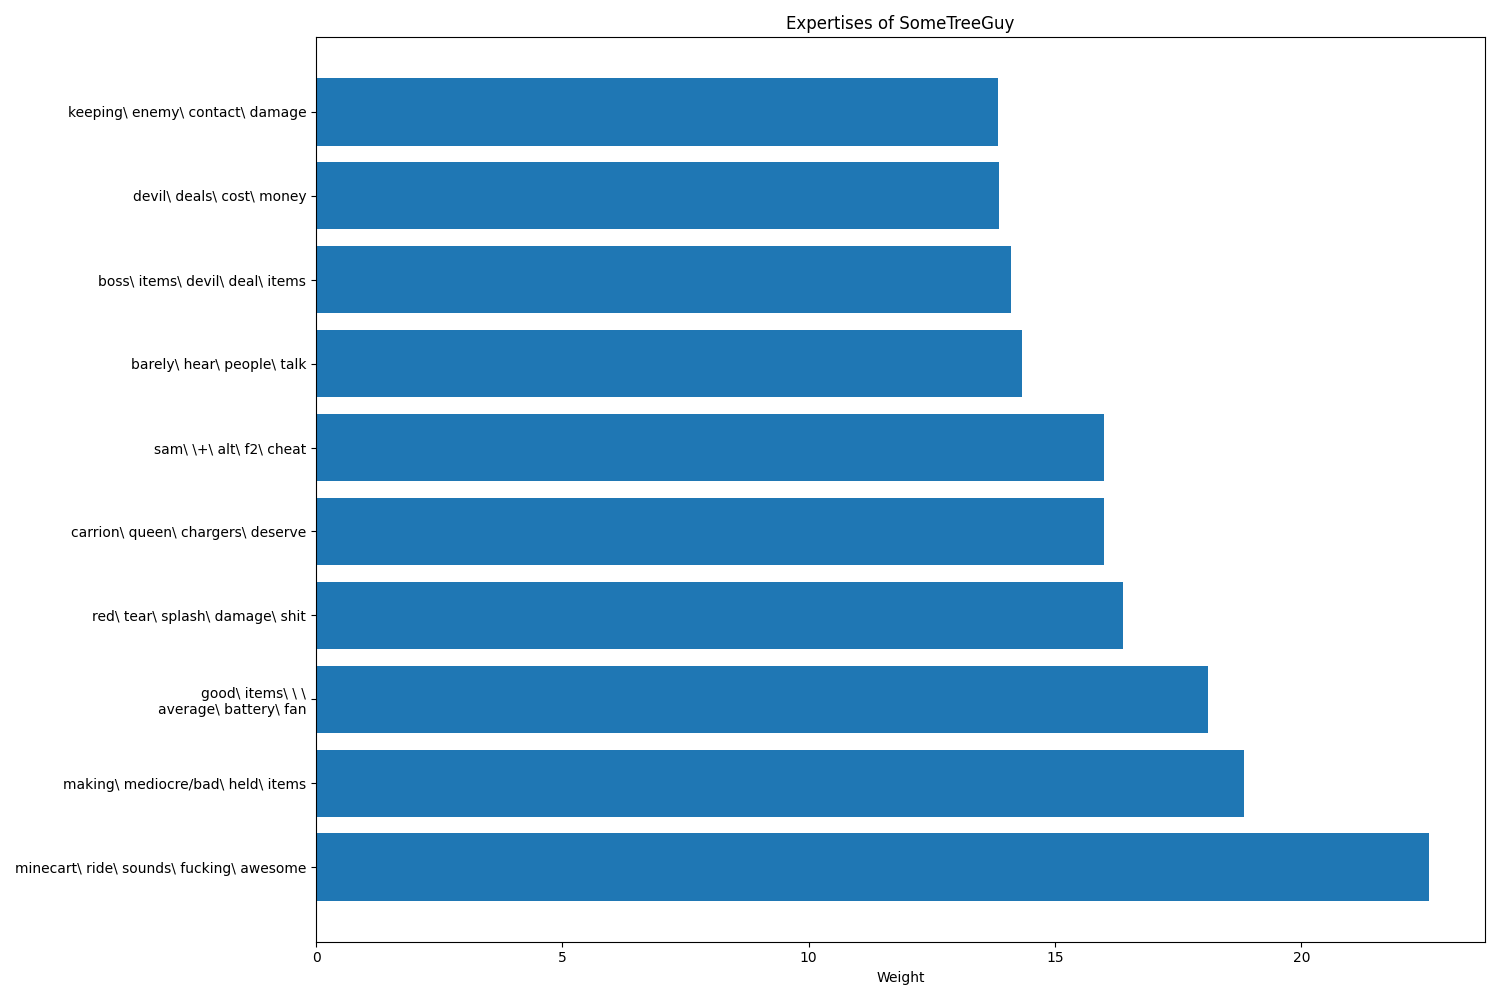 Expertises of SomeTreeGuy
keeping\ enemy\ contact\ damage
devil\ deals\ cost\ money
boss\ items\ devil\ deal\ items
barely\ hear\ people\ talk
sam\ \+\ alt\ f2\ cheat
carrion\ queen\ chargers\ deserve
red\ tear\ splash\ damage\ shit
good\ items\ \ \
average\ battery\ fan
making\ mediocre/bad\ held\ items
minecart\ ride\ sounds\ fucking\ awesome
0 5 10 15 20
Weight